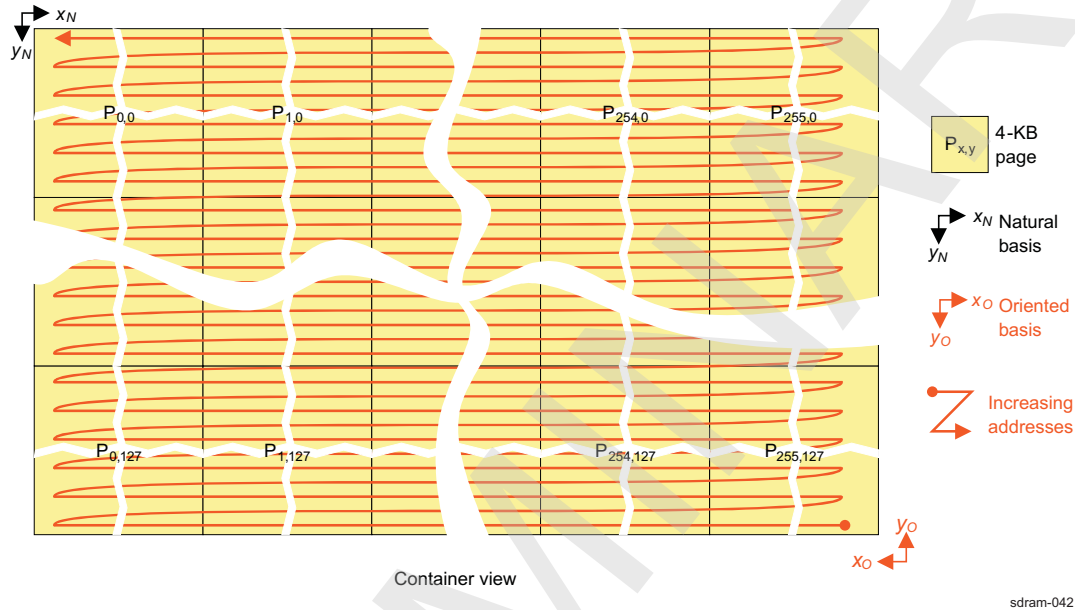 x_N
y_N
P_0,0
P_1,0
P_254,0
P_255,0
P_x,y
4-KB
page
x_N Natural
basis
y_N
x_O Oriented
basis
y_O
Increasing
addresses
P_0,127
P_1,127
P_254,127
P_255,127
y_O
x_O
Container view
sdram-042